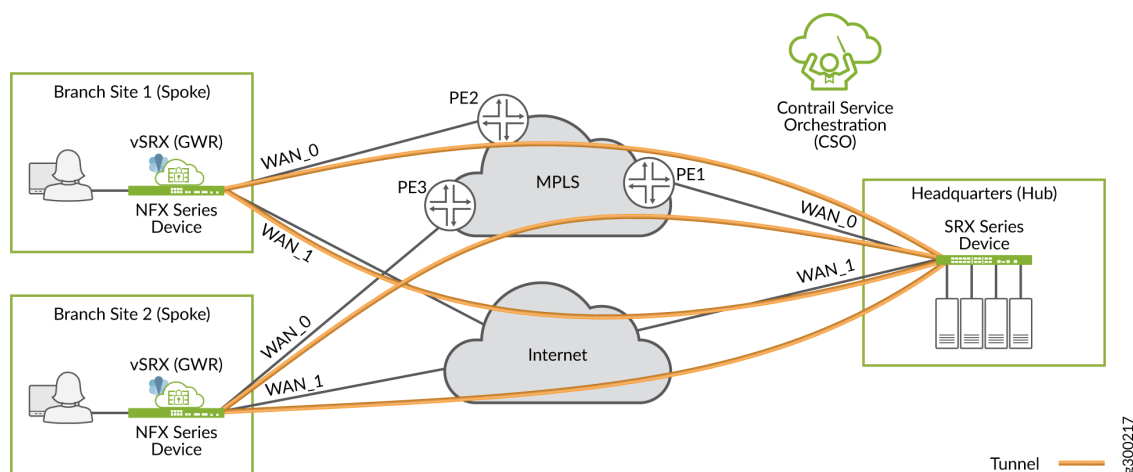 Branch Site 1 (Spoke)
vSRX (GWR)
NFX Series
Device
WAN_0
WAN_1
PE2
PE3
MPLS
PE1
Contrail Service
Orchestration
(CSO)
Headquarters (Hub)
SRX Series
Device
WAN_0
WAN_1
Branch Site 2 (Spoke)
vSRX (GWR)
NFX Series
Device
WAN_0
WAN_1
Internet
Tunnel
g300217